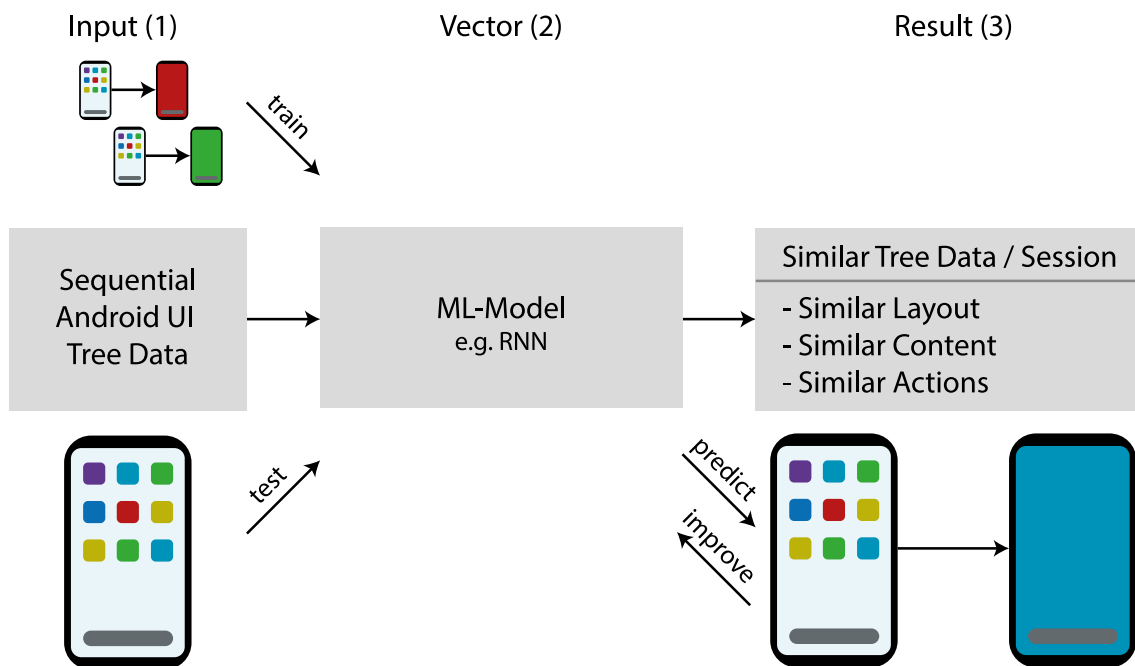 Input (1)
Vector (2)
Result (3)
train
Sequential
Android UI
Tree Data
ML-Model
e.g. RNN
Similar Tree Data / Session
- Similar Layout
- Similar Content
- Similar Actions
test
predict
improve